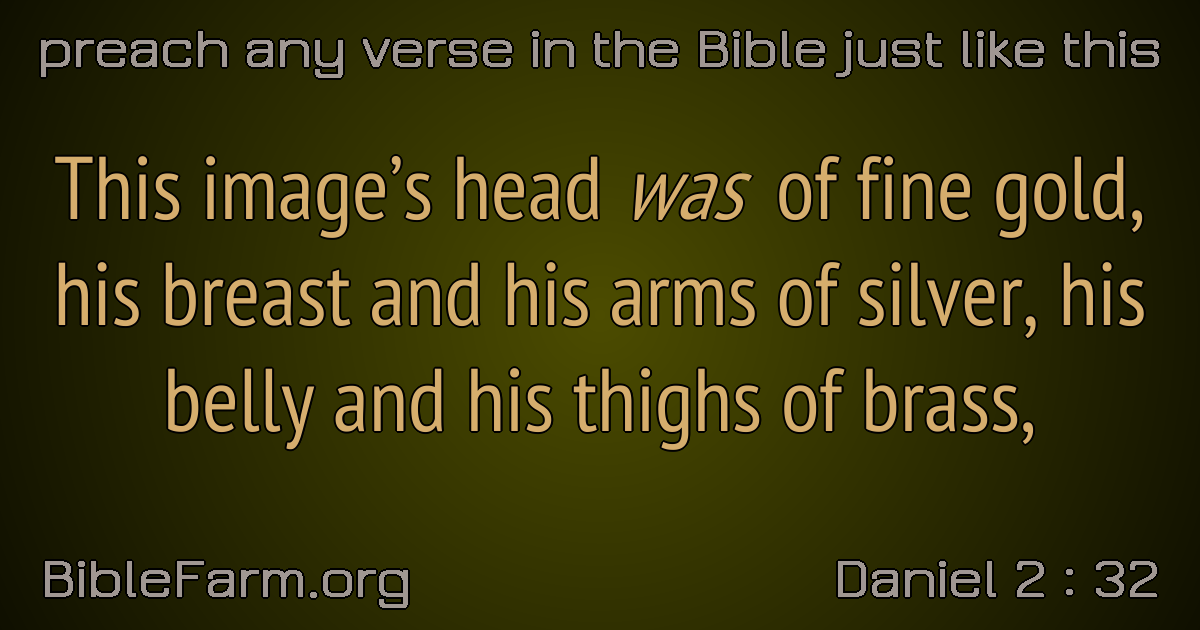 preach any verse in the Bible just like this
This image’s head was of fine gold,
his breast and his arms of silver, his
belly and his thighs of brass,
BibleFarm.org
Daniel 2 : 32